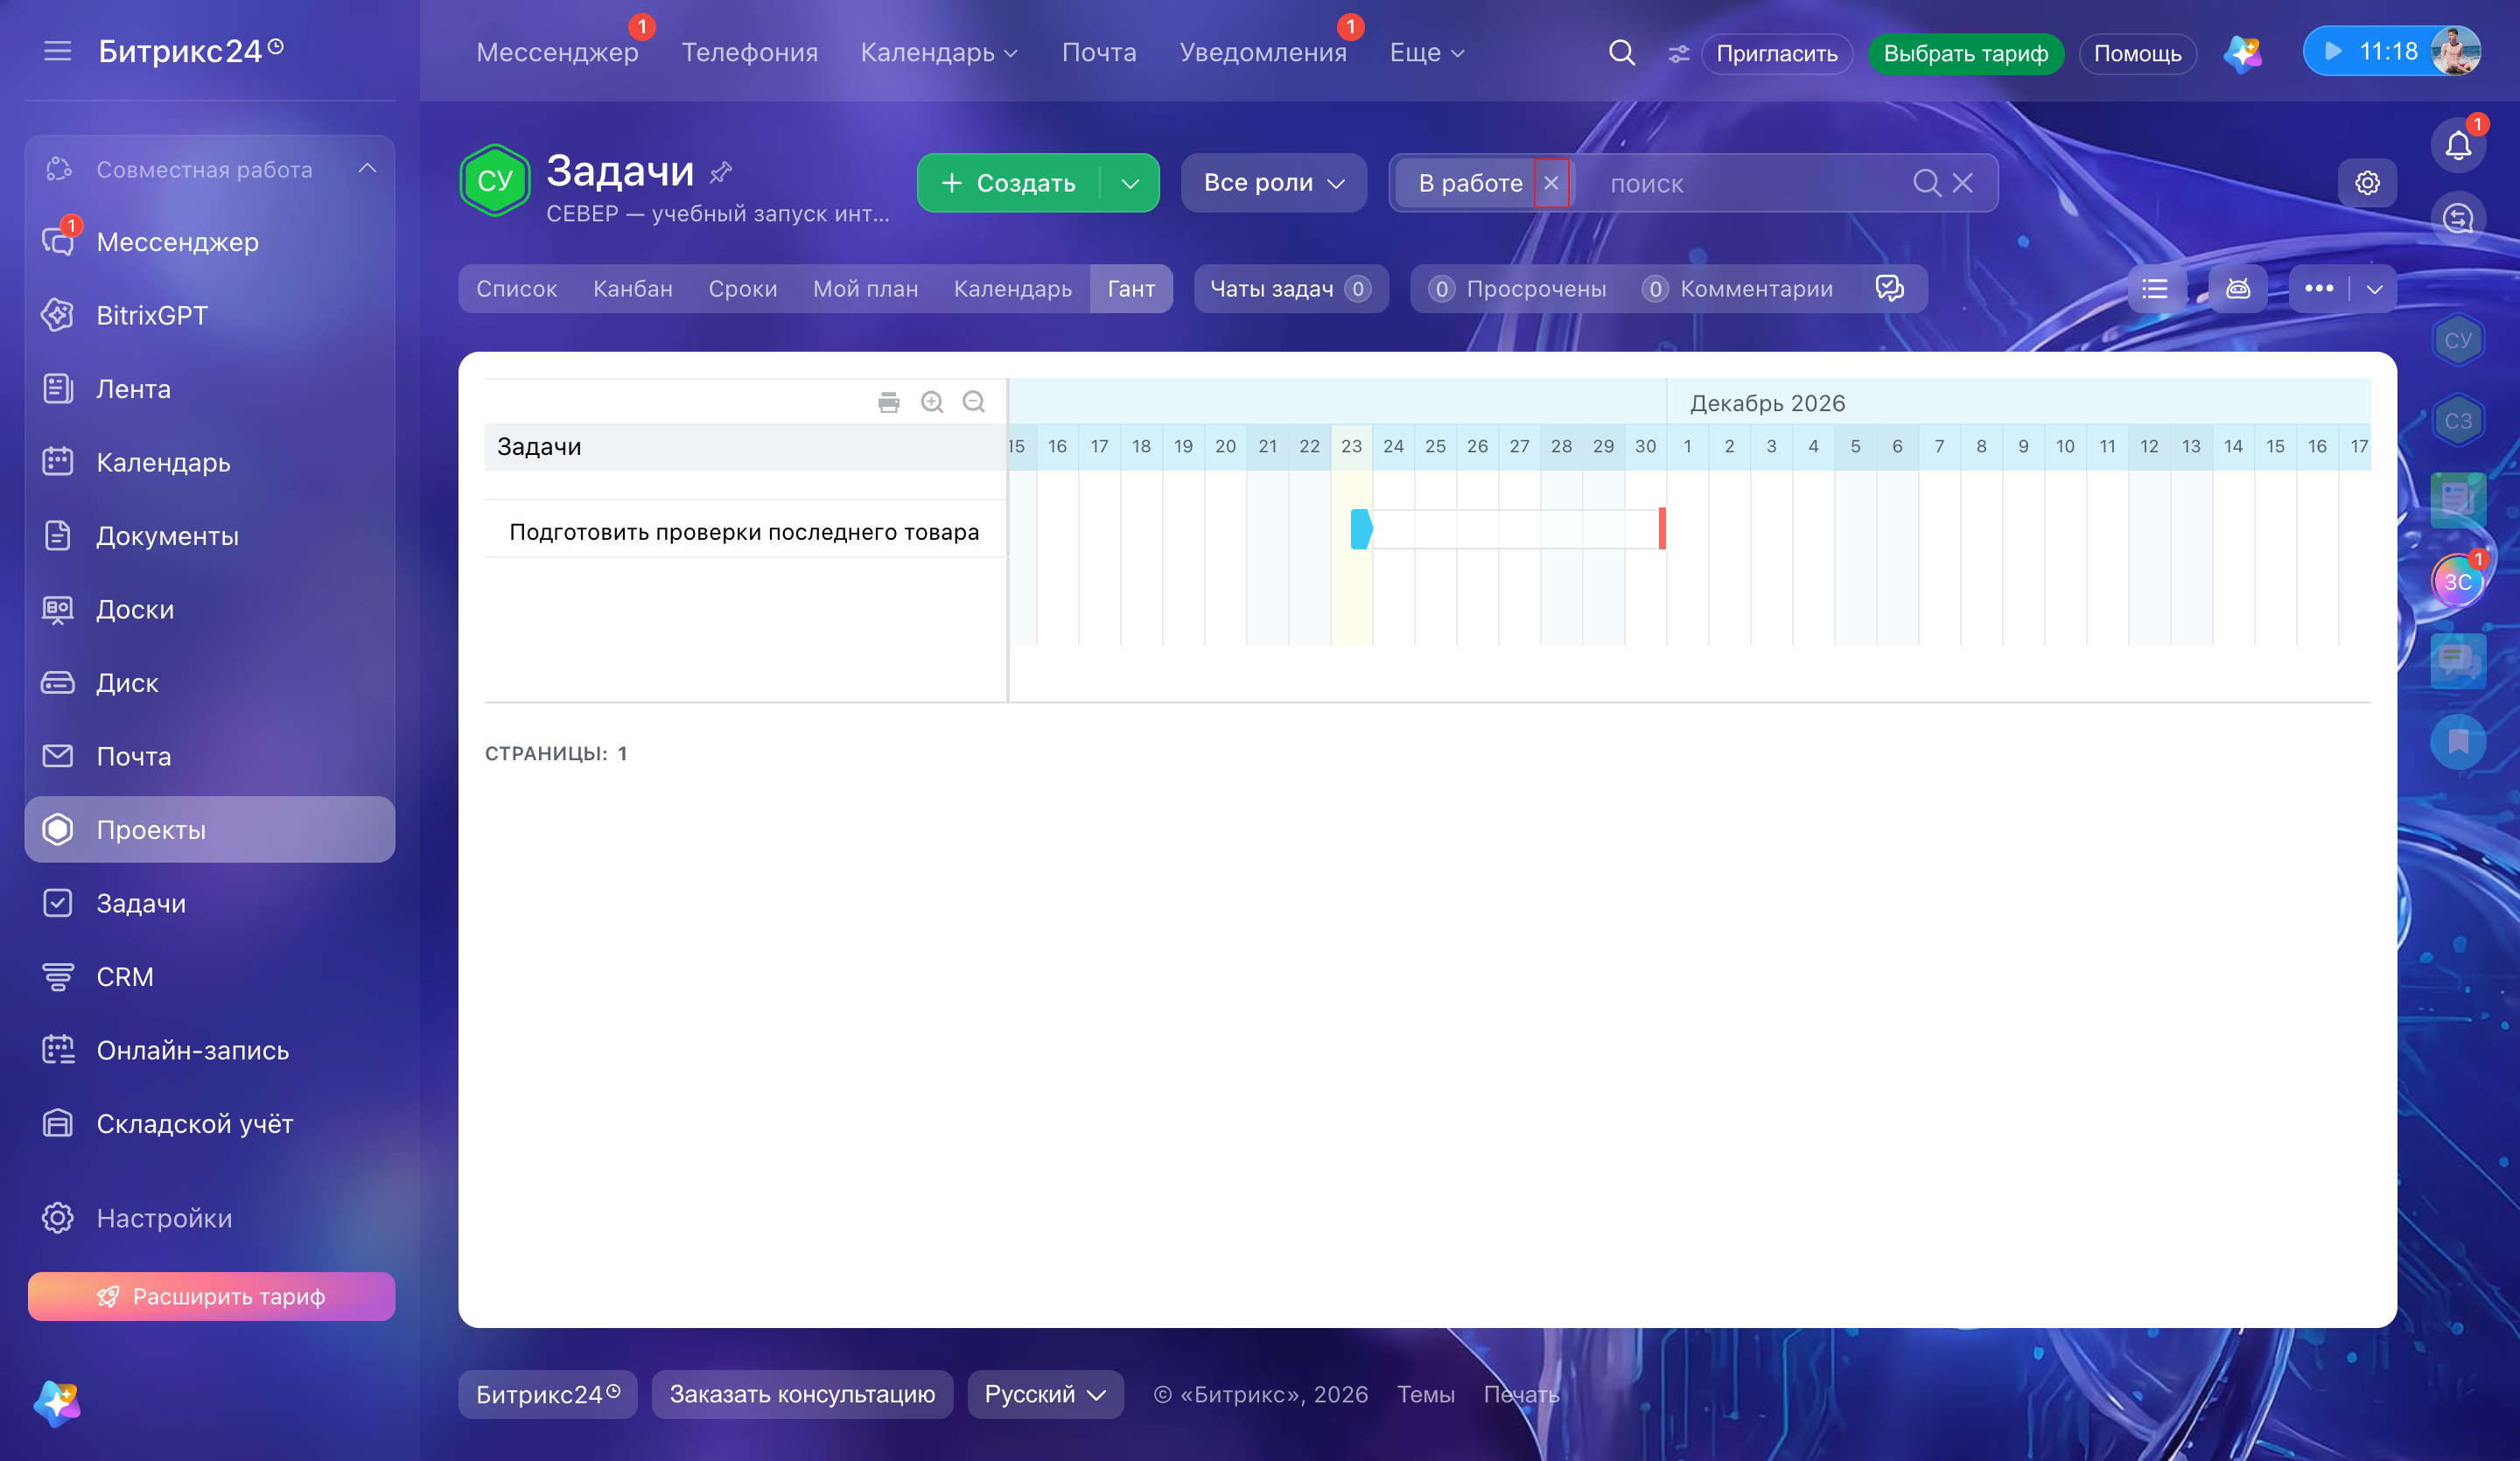 Битрикс24
Мессенджер 1
Телефония
Календарь
Почта
Уведомления 1
Еще
Пригласить
Выбрать тариф
Помощь
11:18
Совместная работа
1
Мессенджер
BitrixGPT
Лента
Календарь
Документы
Доски
Диск
Почта
Проекты
Задачи
CRM
Онлайн-запись
Складской учёт
Настройки
Расширить тариф
СУ
Задачи
СЕВЕР — учебный запуск инт...
Создать
Все роли
В работе
поиск
Список
Канбан
Сроки
Мой план
Календарь
Гант
Чаты задач 0
0 Просрочены
0 Комментарии
1
СУ
СЗ
ЗС 1
Декабрь 2026
Задачи
15 16 17 18 19 20 21 22 23 24 25 26 27 28 29 30 1 2 3 4 5 6 7 8 9 10 11 12 13 14 15 16 17
Подготовить проверки последнего товара
СТРАНИЦЫ: 1
Битрикс24
Заказать консультацию
Русский
© «Битрикс», 2026
Темы
Печать